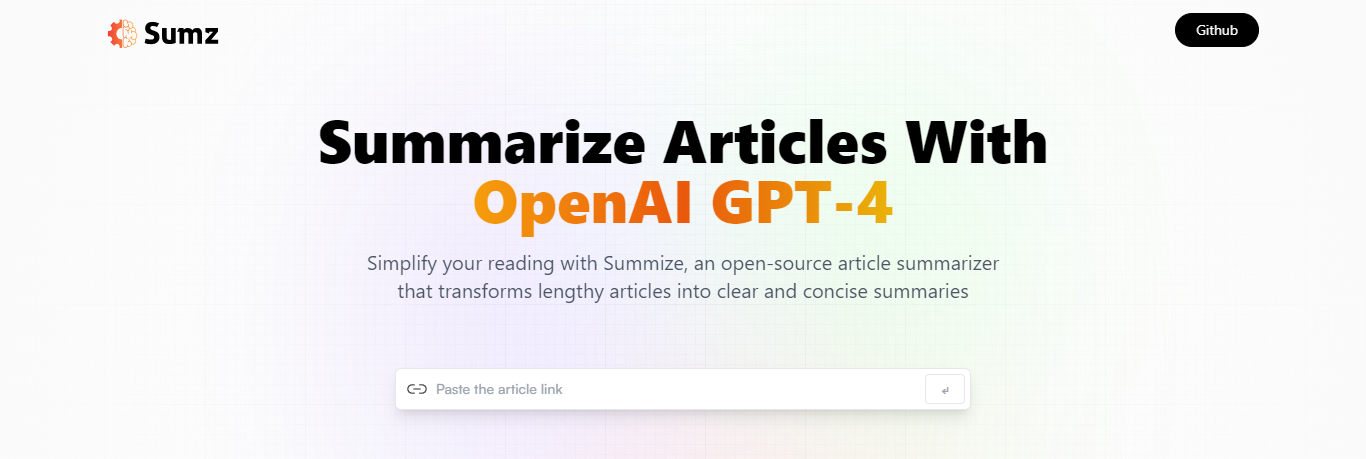 Sumz
Github
Summarize Articles With
OpenAI GPT-4
Simplify your reading with Summize, an open-source article summarizer
that transforms lengthy articles into clear and concise summaries
Paste the article link
↵